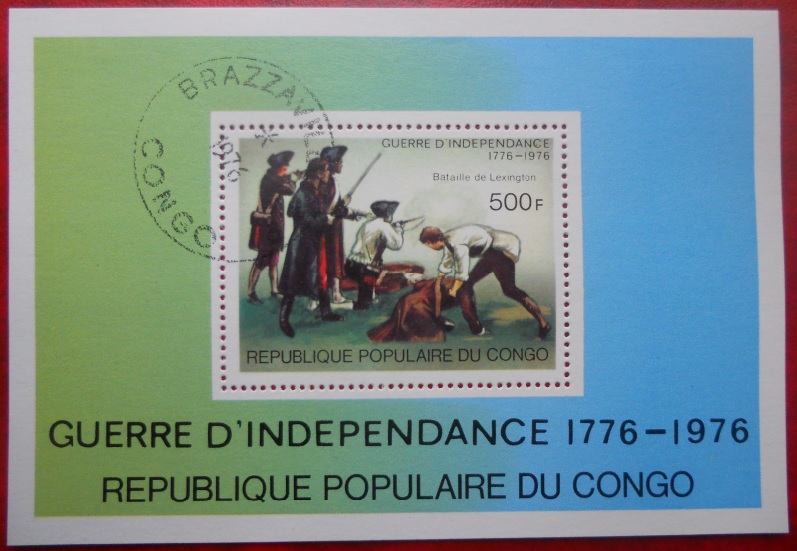 BRAZZAVILLE
1976
CONGO
GUERRE D'INDEPENDANCE
1776-1976
Bataille de Lexington
500F
REPUBLIQUE POPULAIRE DU CONGO
GUERRE D'INDEPENDANCE 1776-1976
REPUBLIQUE POPULAIRE DU CONGO